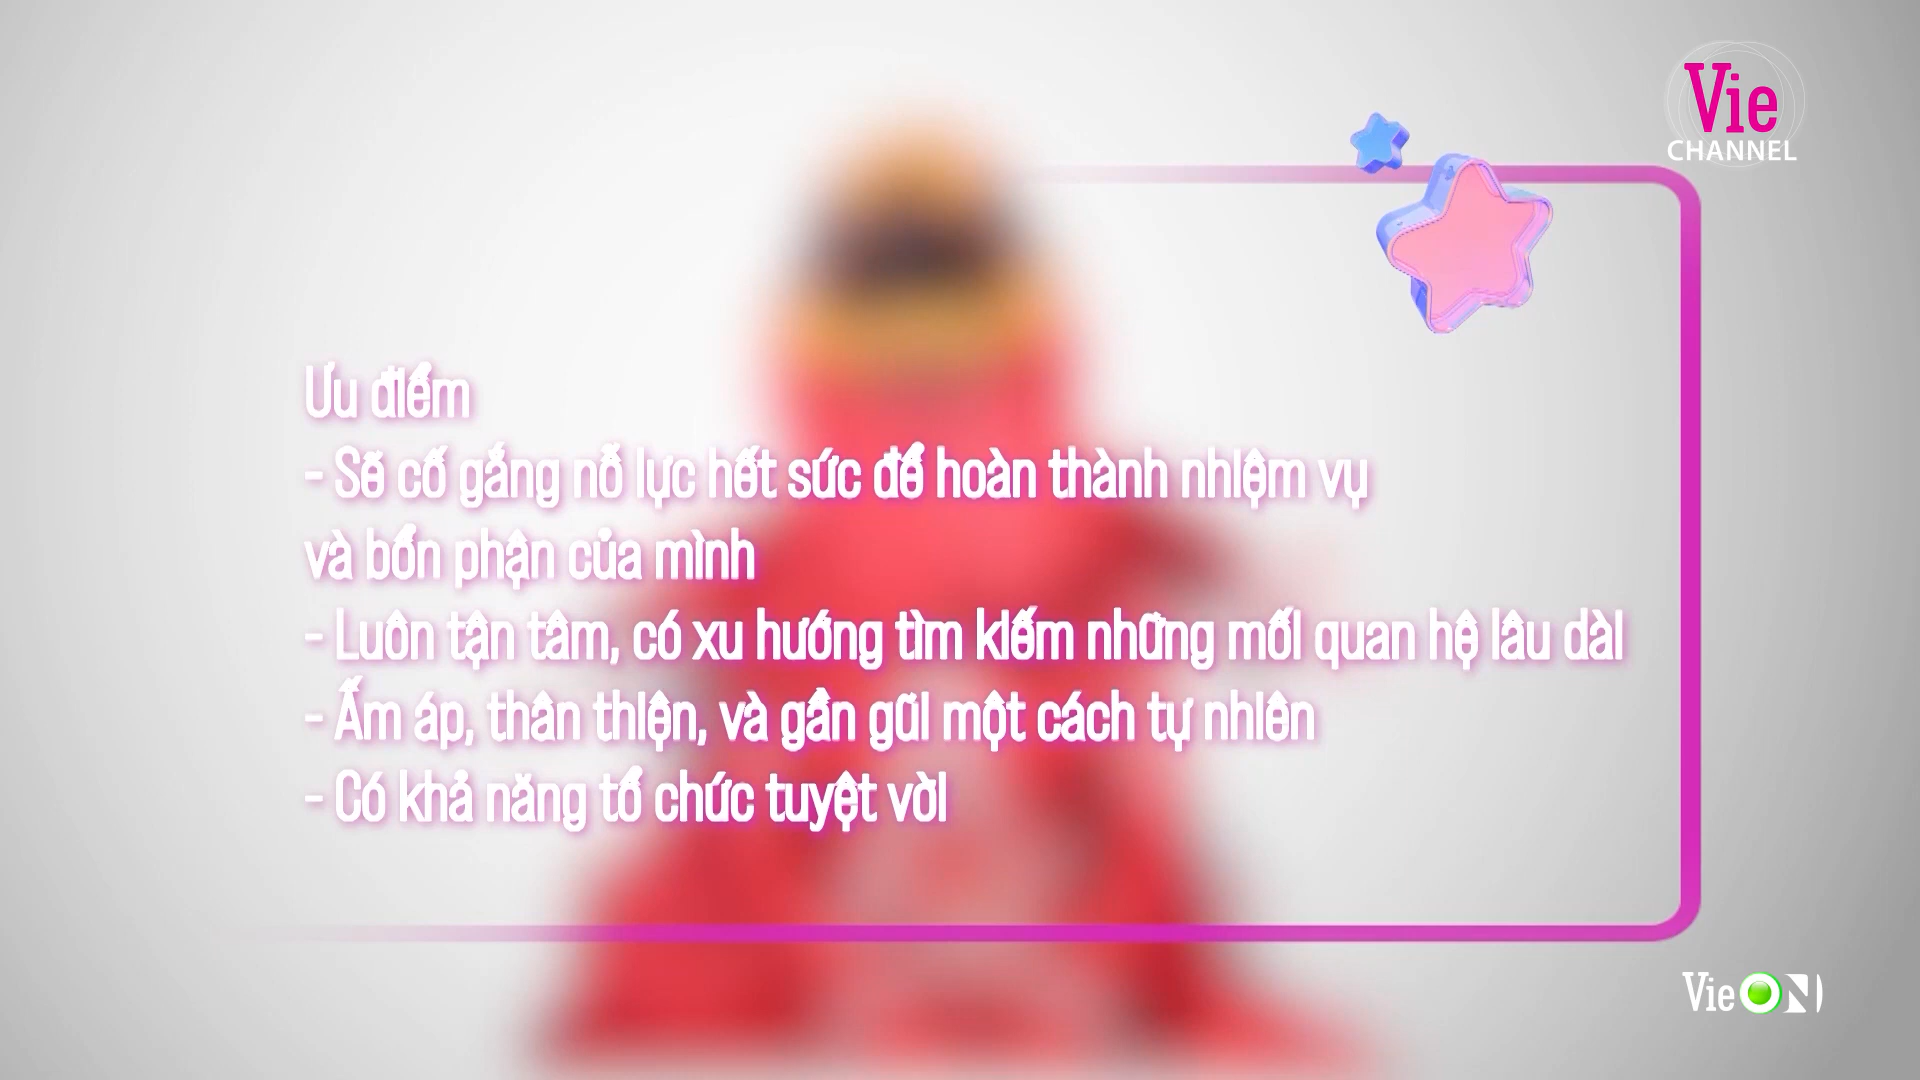 Vie
CHANNEL
Ưu điểm
- Sẽ cố gắng nỗ lực hết sức để hoàn thành nhiệm vụ
và bổn phận của mình
- Luôn tận tâm, có xu hướng tìm kiếm những mối quan hệ lâu dài
- Ấm áp, thân thiện, và gần gũi một cách tự nhiên
- Có khả năng tổ chức tuyệt vời
VieON